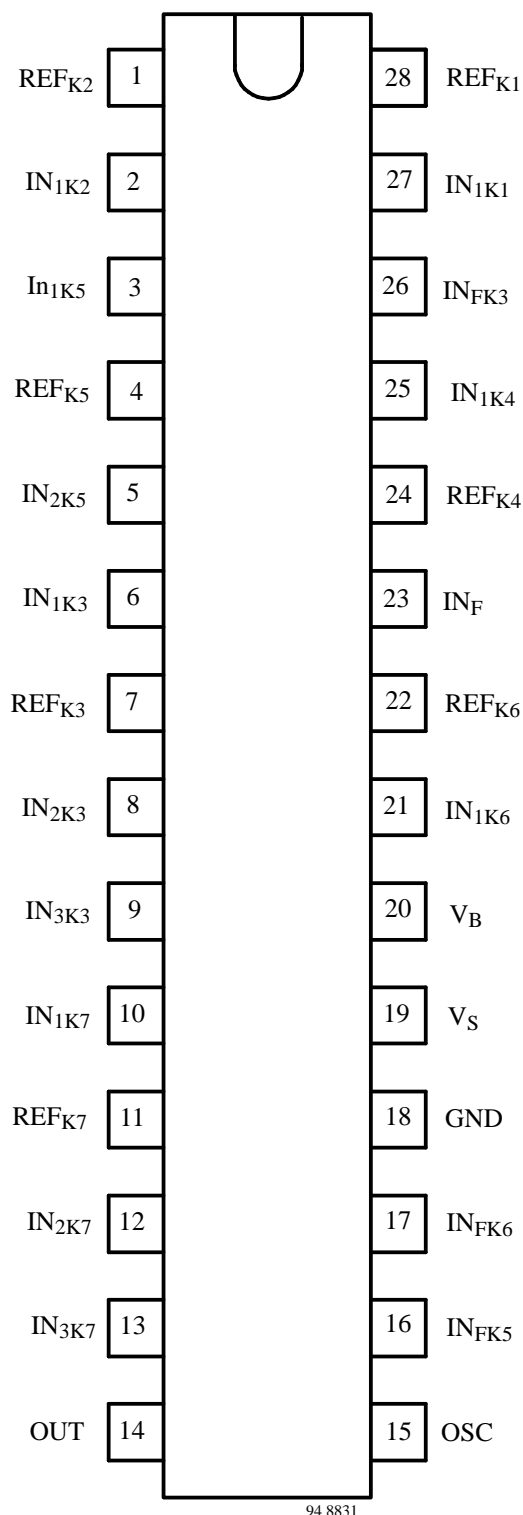 REFK2 1 28 REFK1
IN1K2 2 27 IN1K1
In1K5 3 26 INFK3
REFK5 4 25 IN1K4
IN2K5 5 24 REFK4
IN1K3 6 23 INF
REFK3 7 22 REFK6
IN2K3 8 21 IN1K6
IN3K3 9 20 VB
IN1K7 10 19 VS
REFK7 11 18 GND
IN2K7 12 17 INFK6
IN3K7 13 16 INFK5
OUT 14 15 OSC
94 8831